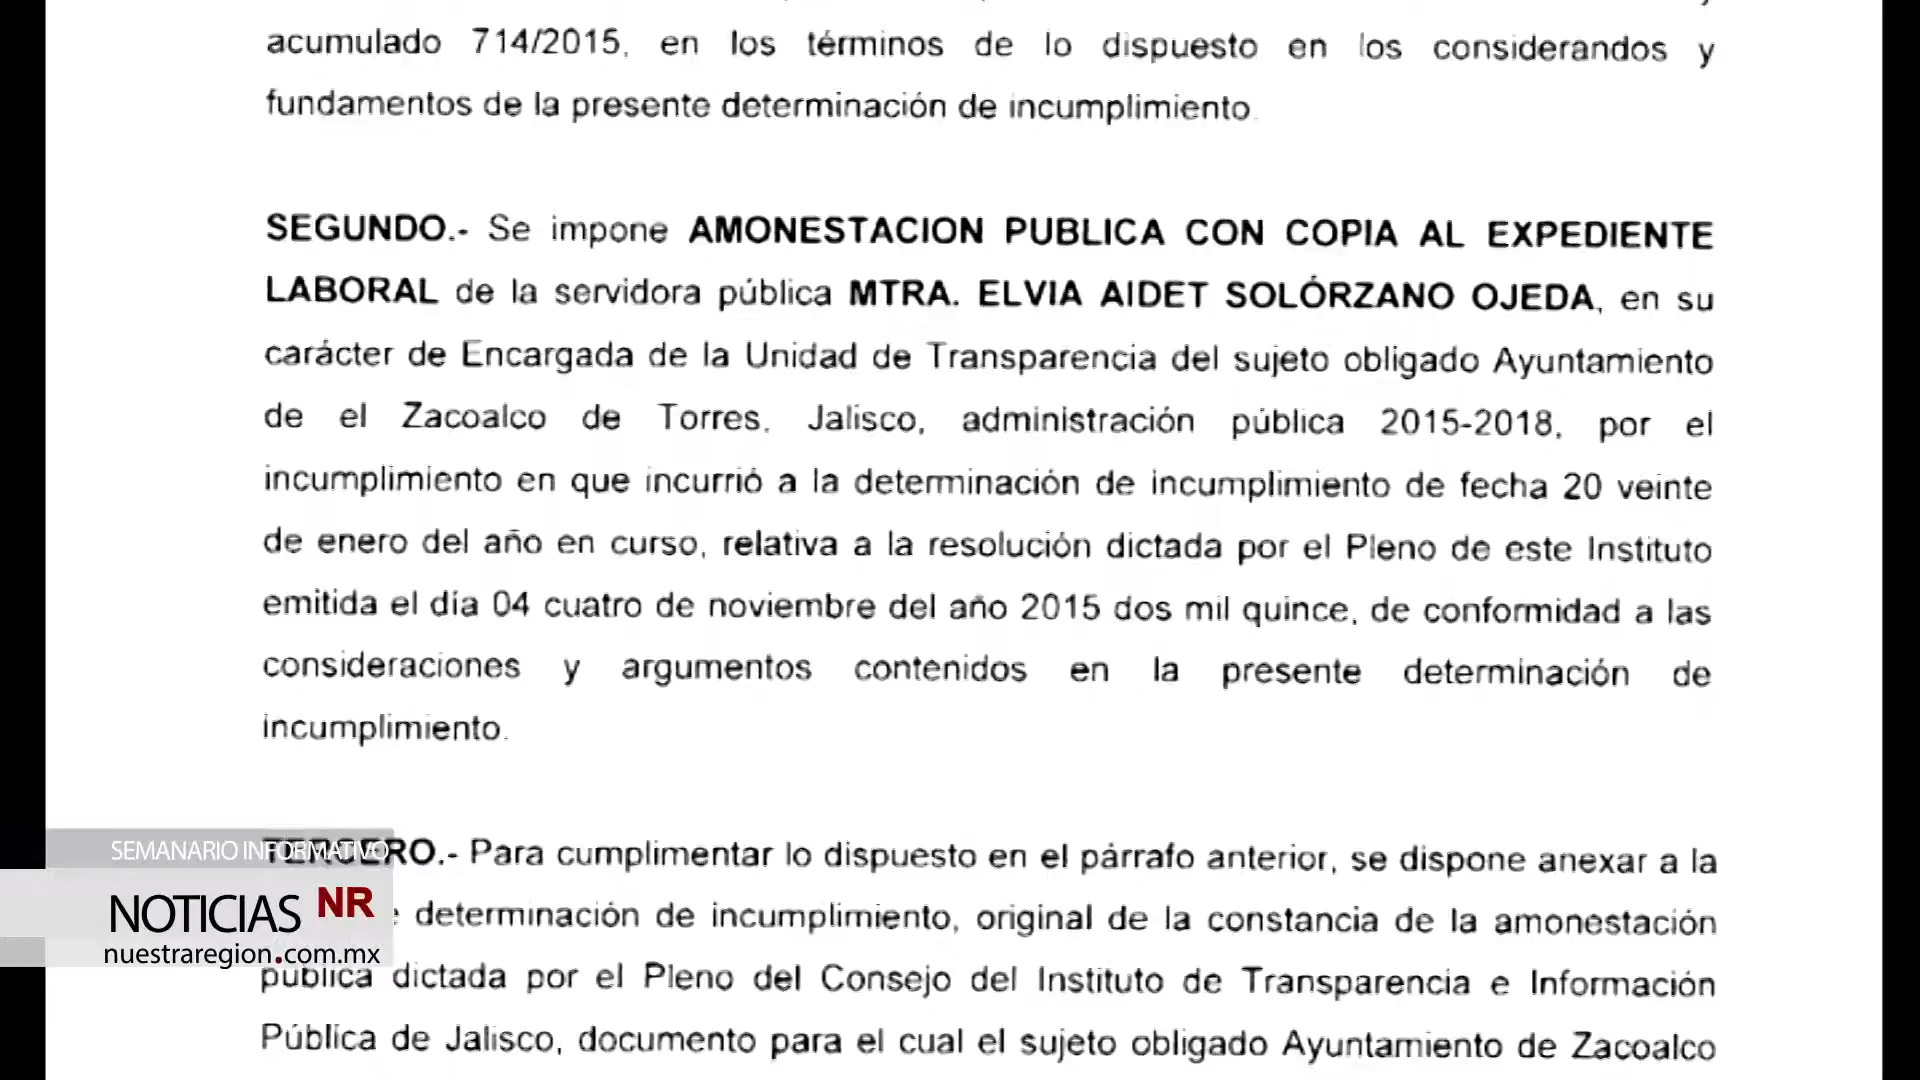 acumulado 714/2015, en los términos de lo dispuesto en los considerandos y
fundamentos de la presente determinación de incumplimiento.
SEGUNDO.- Se impone AMONESTACION PUBLICA CON COPIA AL EXPEDIENTE
LABORAL de la servidora pública MTRA. ELVIA AIDET SOLÓRZANO OJEDA, en su
carácter de Encargada de la Unidad de Transparencia del sujeto obligado Ayuntamiento
de el Zacoalco de Torres, Jalisco, administración pública 2015-2018, por el
incumplimiento en que incurrió a la determinación de incumplimiento de fecha 20 veinte
de enero del año en curso, relativa a la resolución dictada por el Pleno de este Instituto
emitida el día 04 cuatro de noviembre del año 2015 dos mil quince, de conformidad a las
consideraciones y argumentos contenidos en la presente determinación de
incumplimiento.
TERCERO.- Para cumplimentar lo dispuesto en el párrafo anterior, se dispone anexar a la
determinación de incumplimiento, original de la constancia de la amonestación
pública dictada por el Pleno del Consejo del Instituto de Transparencia e Información
Pública de Jalisco, documento para el cual el sujeto obligado Ayuntamiento de Zacoalco
SEMANARIO INFORMATIVO
NOTICIAS NR
nuestraregion.com.mx